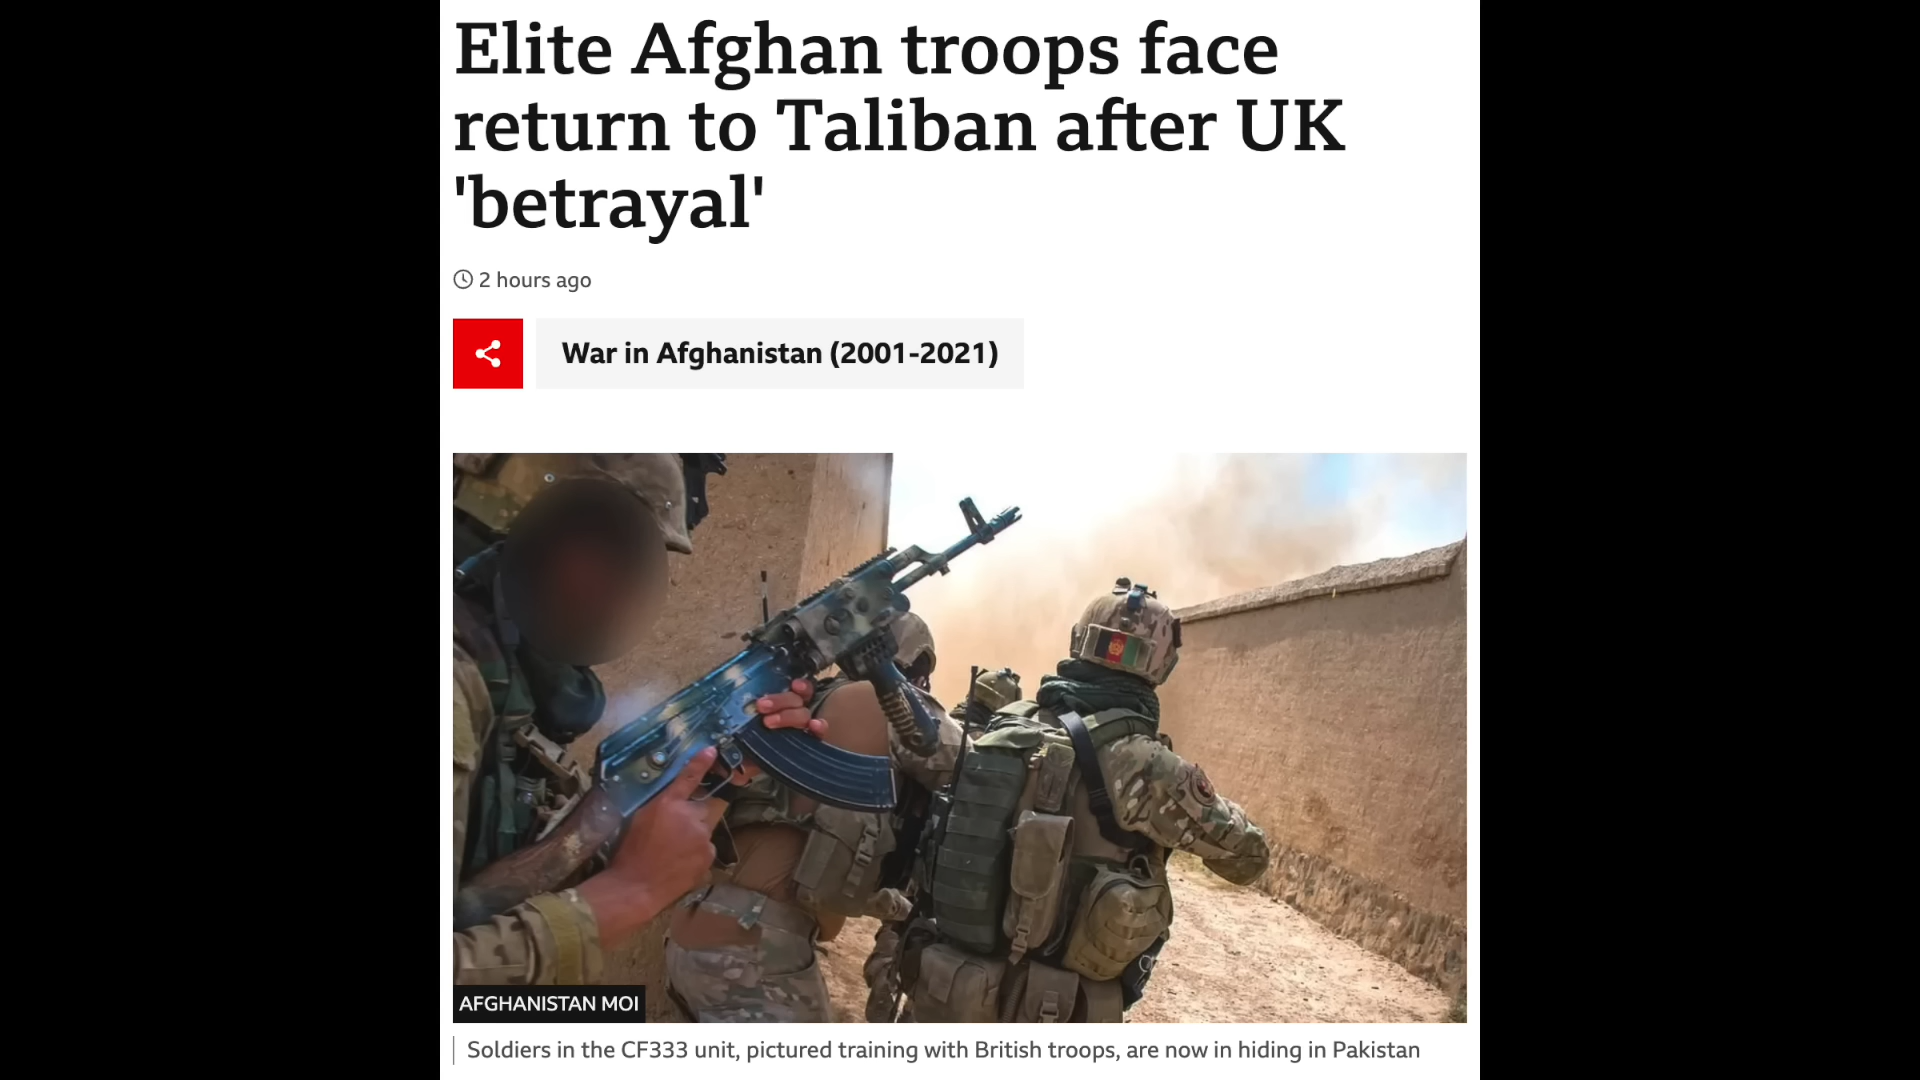 Elite Afghan troops face
return to Taliban after UK
'betrayal'
2 hours ago
War in Afghanistan (2001-2021)
AFGHANISTAN MOI
Soldiers in the CF333 unit, pictured training with British troops, are now in hiding in Pakistan